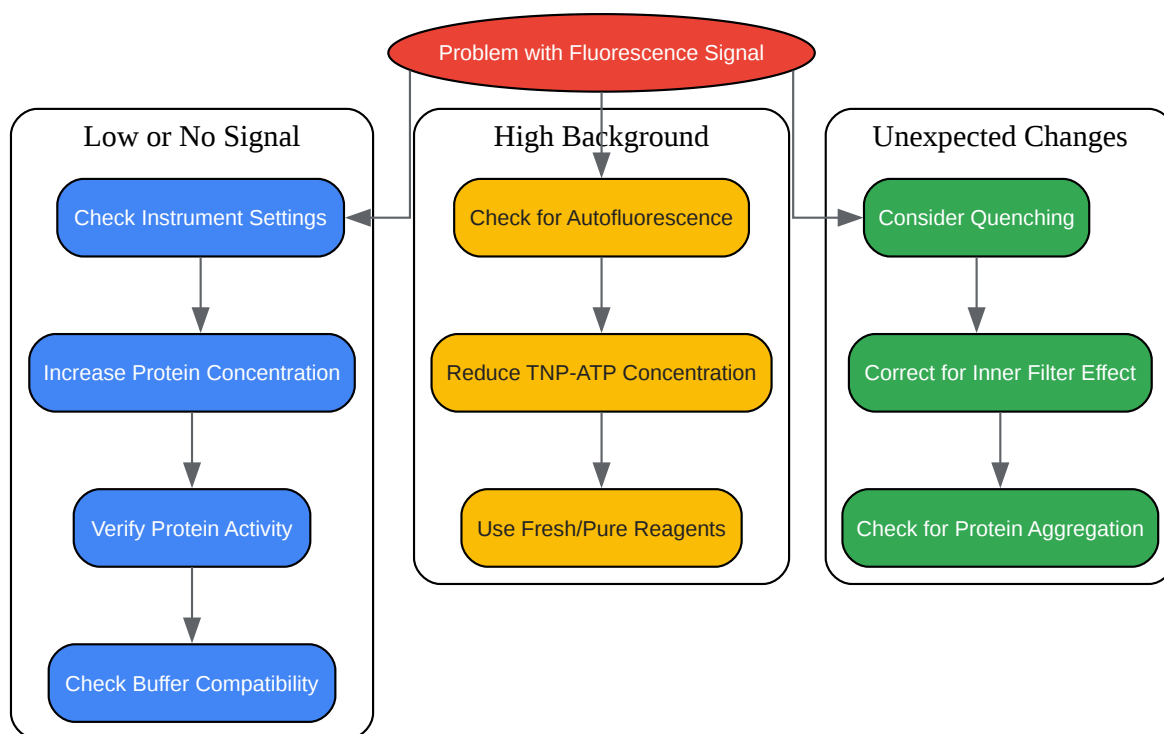 Problem with Fluorescence Signal
Low or No Signal
Check Instrument Settings
Increase Protein Concentration
Verify Protein Activity
Check Buffer Compatibility
High Background
Check for Autofluorescence
Reduce TNP-ATP Concentration
Use Fresh/Pure Reagents
Unexpected Changes
Consider Quenching
Correct for Inner Filter Effect
Check for Protein Aggregation